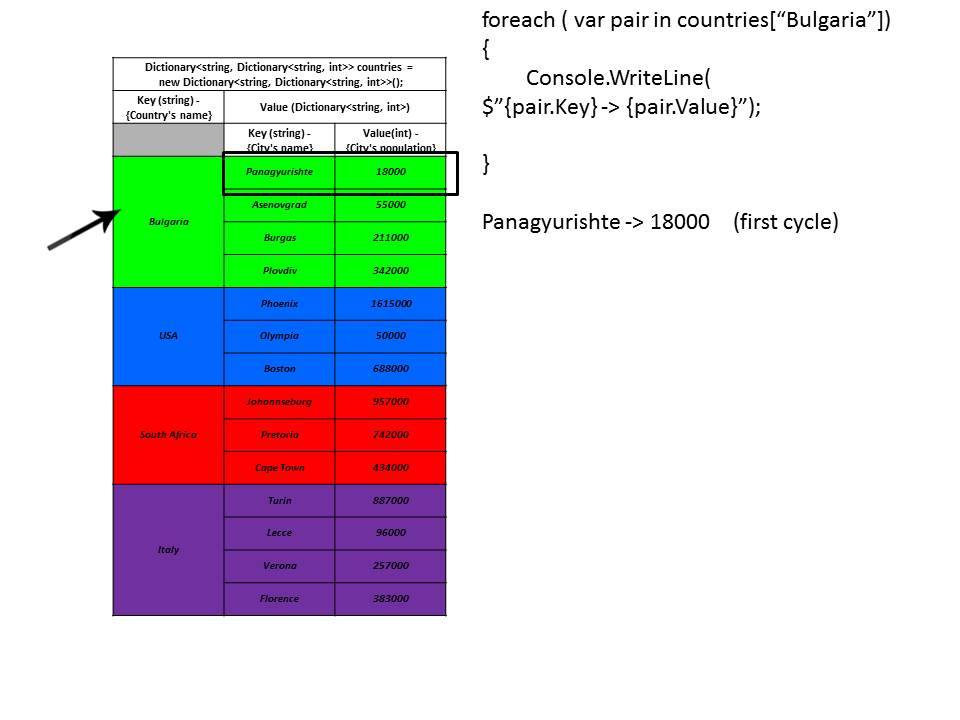 Dictionary<string, Dictionary<string, int>> countries =
new Dictionary<string, Dictionary<string, int>>();
Key (string) -
{Country's name}
Value (Dictionary<string, int>)
Key (string) -
{City's name}
Value(int) -
{City's population}
Bulgaria
Panagyurishte 18000
Asenovgrad 55000
Burgas 211000
Plovdiv 342000
USA
Phoenix 1615000
Olympia 50000
Boston 688000
South Africa
Johannseburg 957000
Pretoria 742000
Cape Town 434000
Italy
Turin 887000
Lecce 96000
Verona 257000
Florence 383000
foreach ( var pair in countries[“Bulgaria”])
{
Console.WriteLine(
$”{pair.Key} -> {pair.Value}”);
}
Panagyurishte -> 18000 (first cycle)